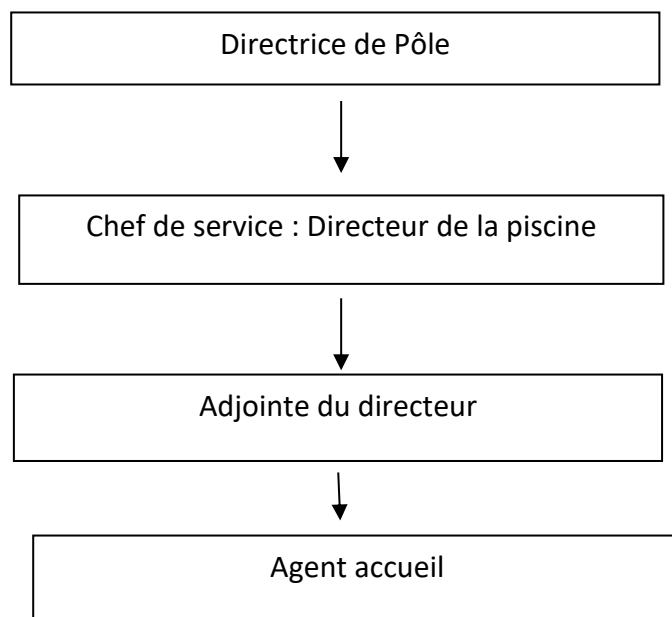 Directrice de Pôle
Chef de service : Directeur de la piscine
Adjointe du directeur
Agent accueil